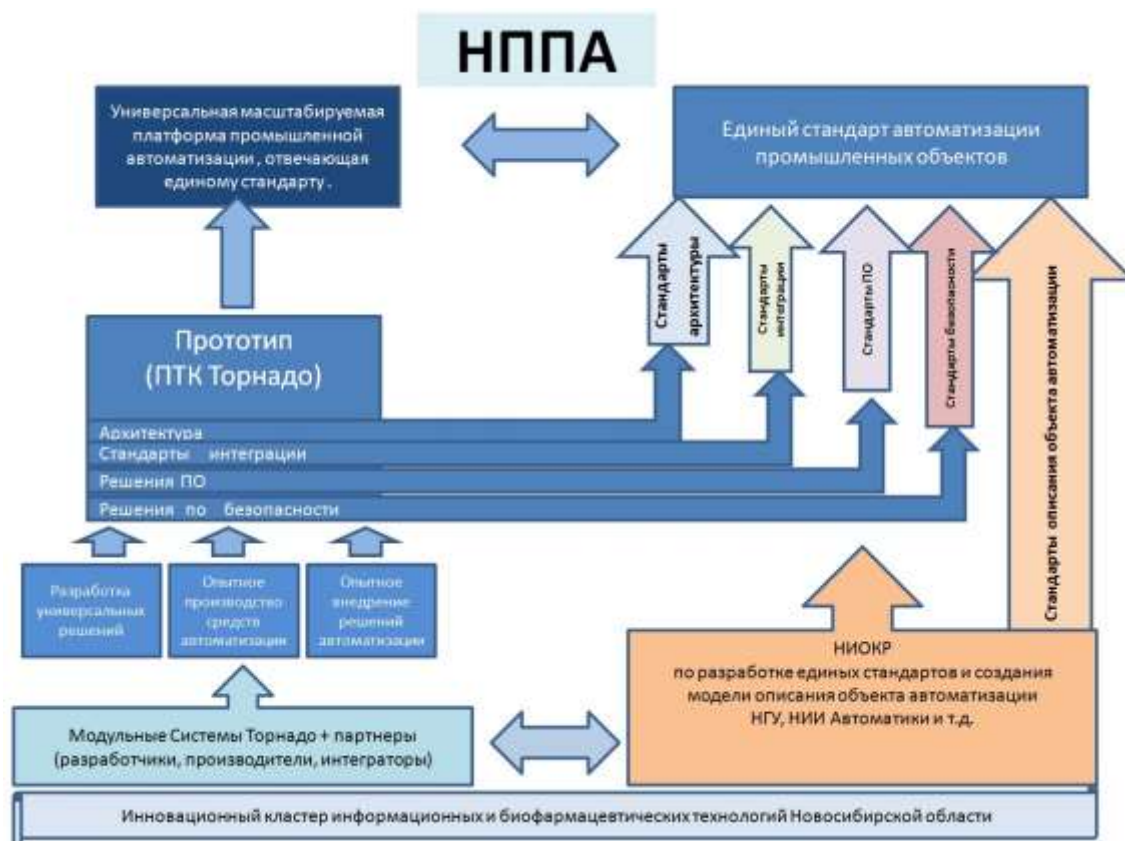 НППА
Универсальная масштабируемая
платформа промышленной
автоматизации , отвечающая
единому стандарту .
Единый стандарт автоматизации
промышленных объектов
Стандарты
архитектуры
Стандарты
интеграции
Стандарты ПО
Стандарты безопасности
Стандарты описания объекта автоматизации
Прототип
(ПТК Торнадо)
Архитектура
Стандарты интеграции
Решения ПО
Решения по безопасности
Разработка
универсальных
решений
Опытное
производство
средств
автоматизации
Опытное
внедрение
решений
автоматизации
НИОКР
по разработке единых стандартов и создания
модели описания объекта автоматизации
НГУ, НИИ Автоматики и т.д.
Модульные Системы Торнадо + партнеры
(разработчики, производители, интеграторы)
Инновационный кластер информационных и биофармацевтических технологий Новосибирской области